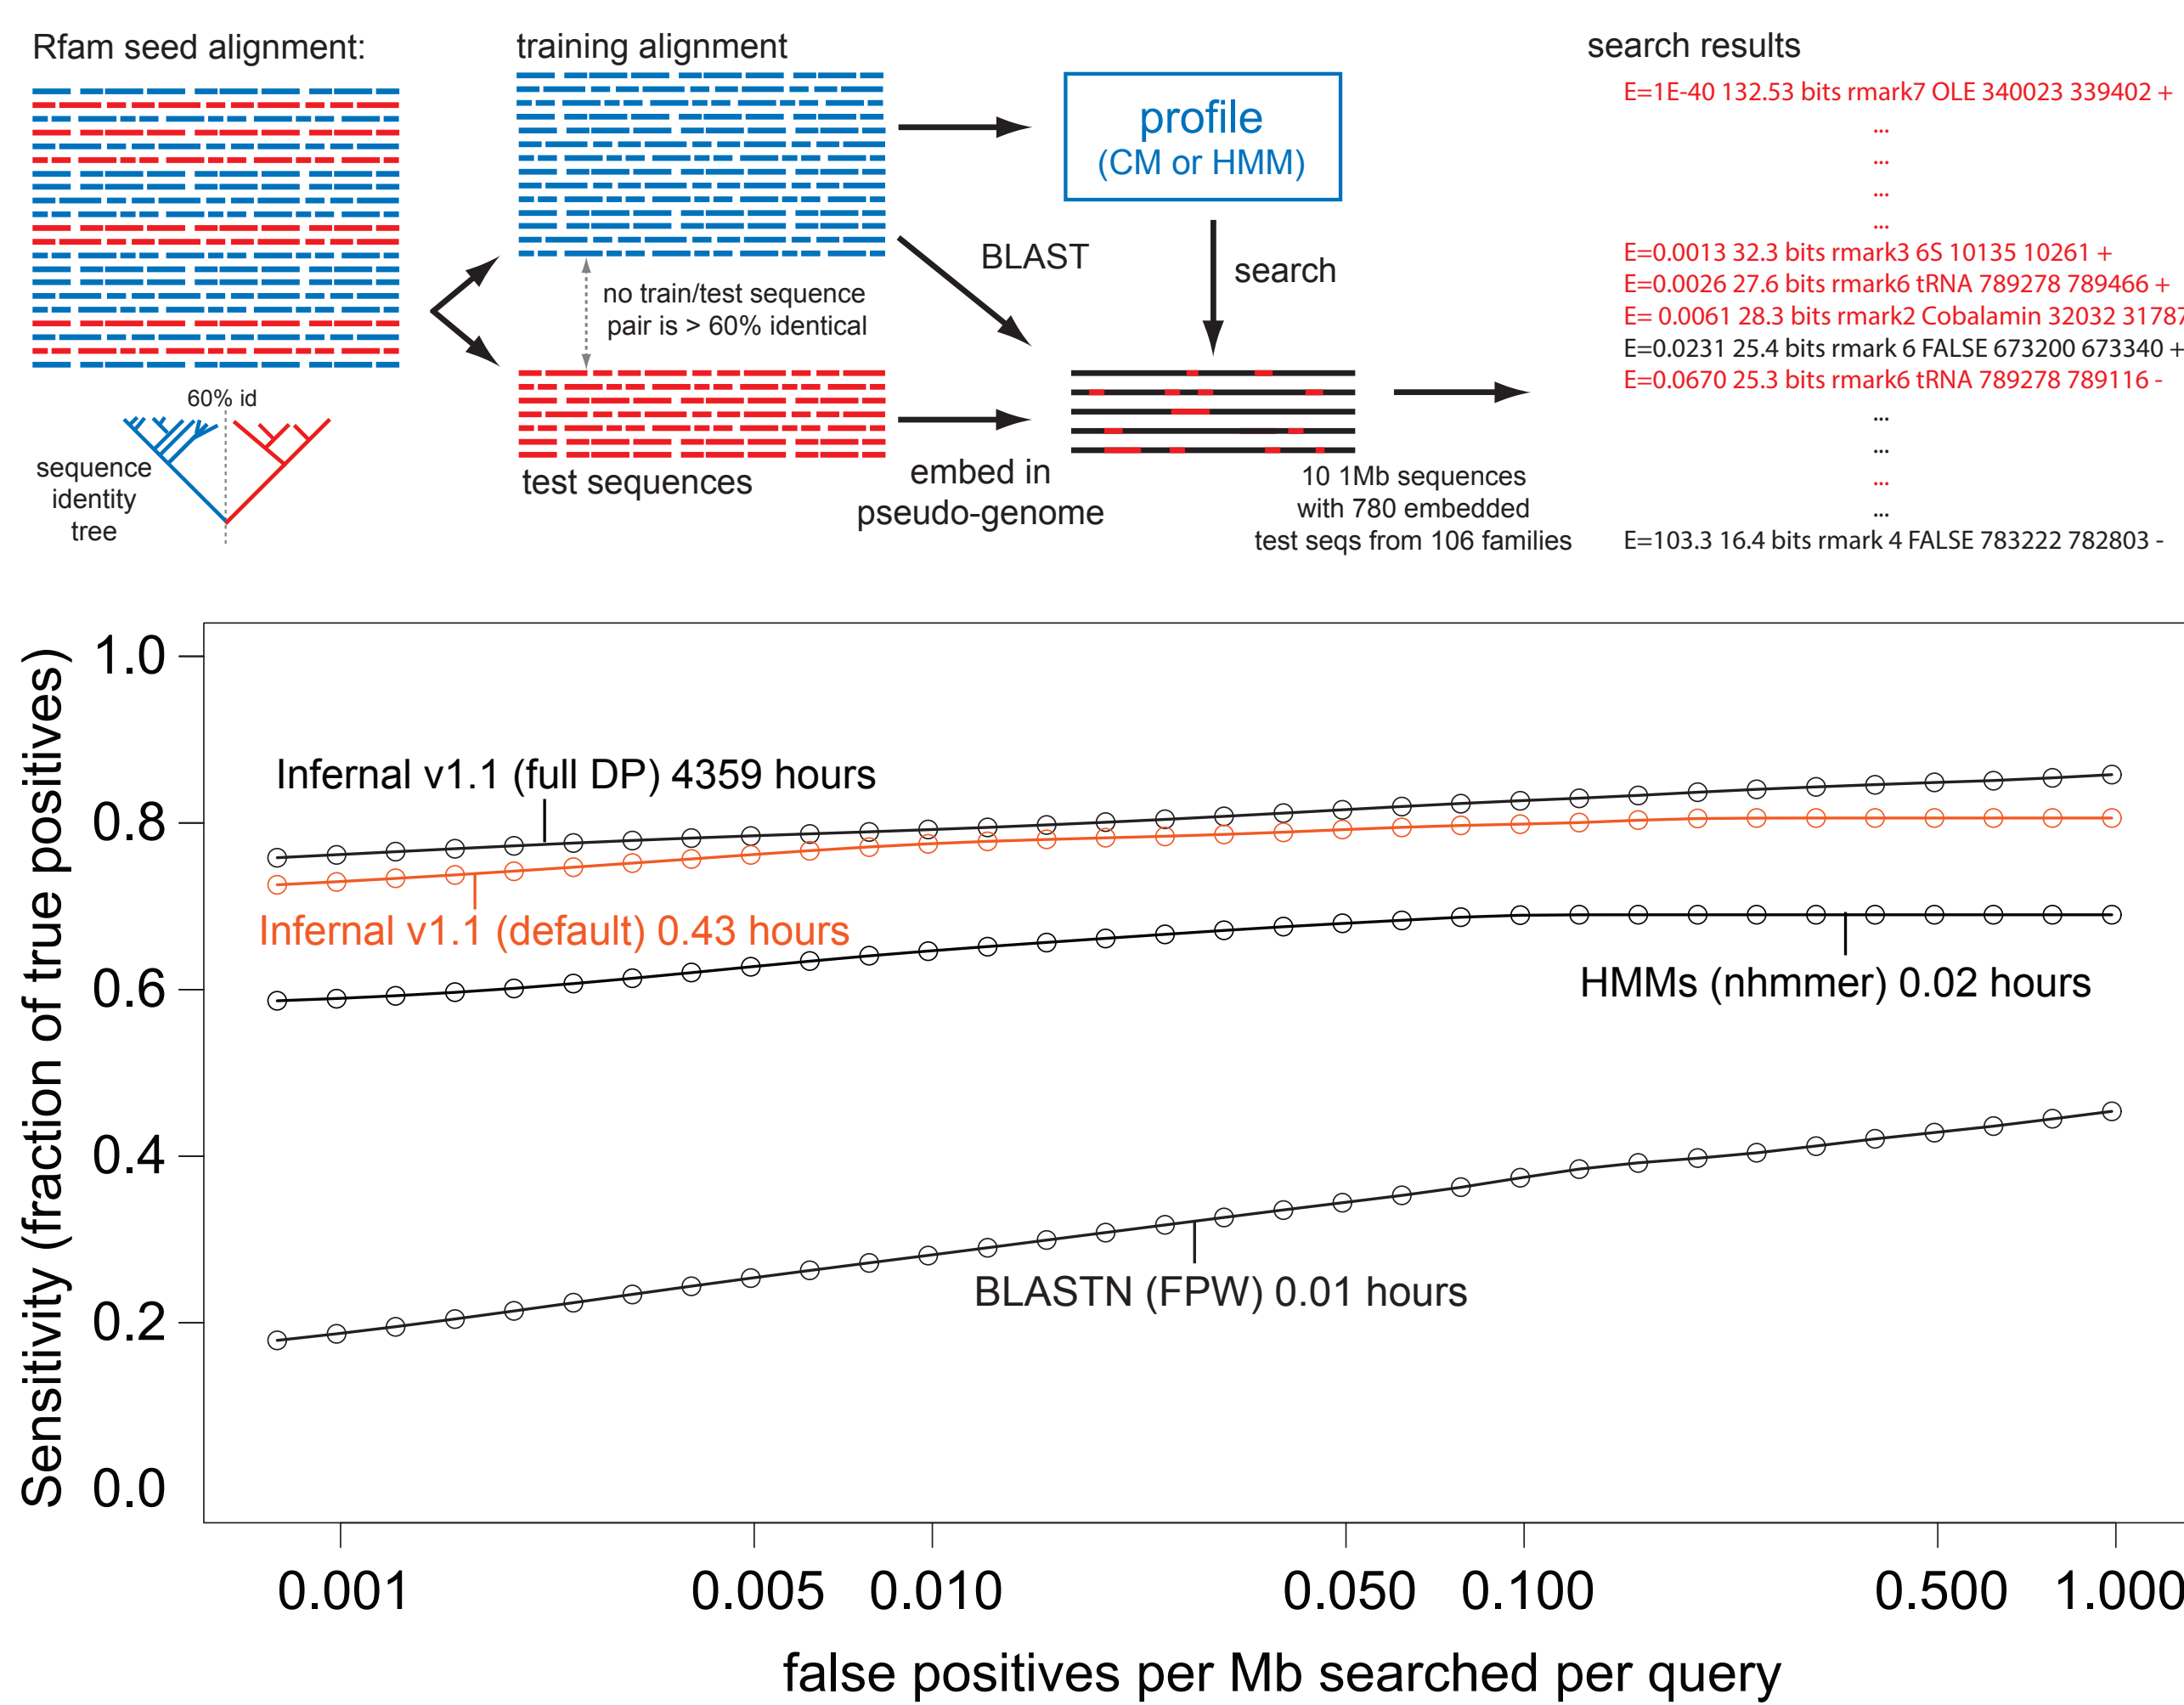 Rfam seed alignment:
60% id
sequence
identity
tree
training alignment
no train/test sequence
pair is > 60% identical
test sequences
profile
(CM or HMM)
BLAST
search
embed in
pseudo-genome
10 1Mb sequences
with 780 embedded
test seqs from 106 families
search results
E=1E-40 132.53 bits rmark7 OLE 340023 339402 +
...
...
...
...
E=0.0013 32.3 bits rmark3 6S 10135 10261 +
E=0.0026 27.6 bits rmark6 tRNA 789278 789466 +
E= 0.0061 28.3 bits rmark2 Cobalamin 32032 31787
E=0.0231 25.4 bits rmark 6 FALSE 673200 673340 +
E=0.0670 25.3 bits rmark6 tRNA 789278 789116 -
...
...
...
...
E=103.3 16.4 bits rmark 4 FALSE 783222 782803 -
Sensitivity (fraction of true positives)
1.0
0.8
0.6
0.4
0.2
0.0
Infernal v1.1 (full DP) 4359 hours
Infernal v1.1 (default) 0.43 hours
HMMs (nhmmer) 0.02 hours
BLASTN (FPW) 0.01 hours
0.001 0.005 0.010 0.050 0.100 0.500 1.000
false positives per Mb searched per query